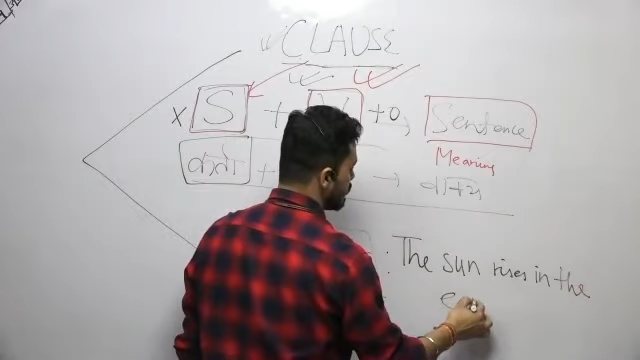 CLAUSE
x S + V + o → Sentence
Meaning
कर्ता + → वाक्य
: The sun rises in the
e